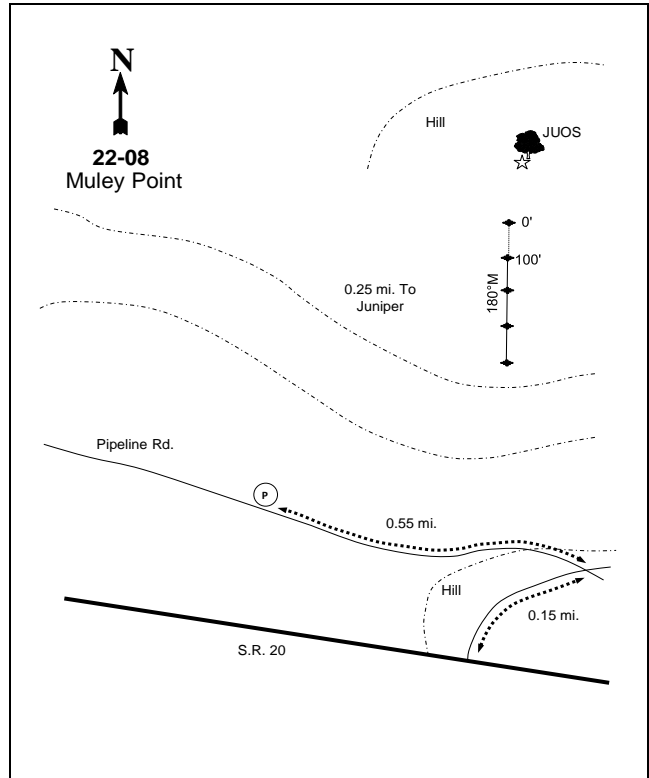 N
22-08
Muley Point
Hill
JUOS
0'
100'
180°M
0.25 mi. To
Juniper
Pipeline Rd.
P
0.55 mi.
Hill
0.15 mi.
S.R. 20